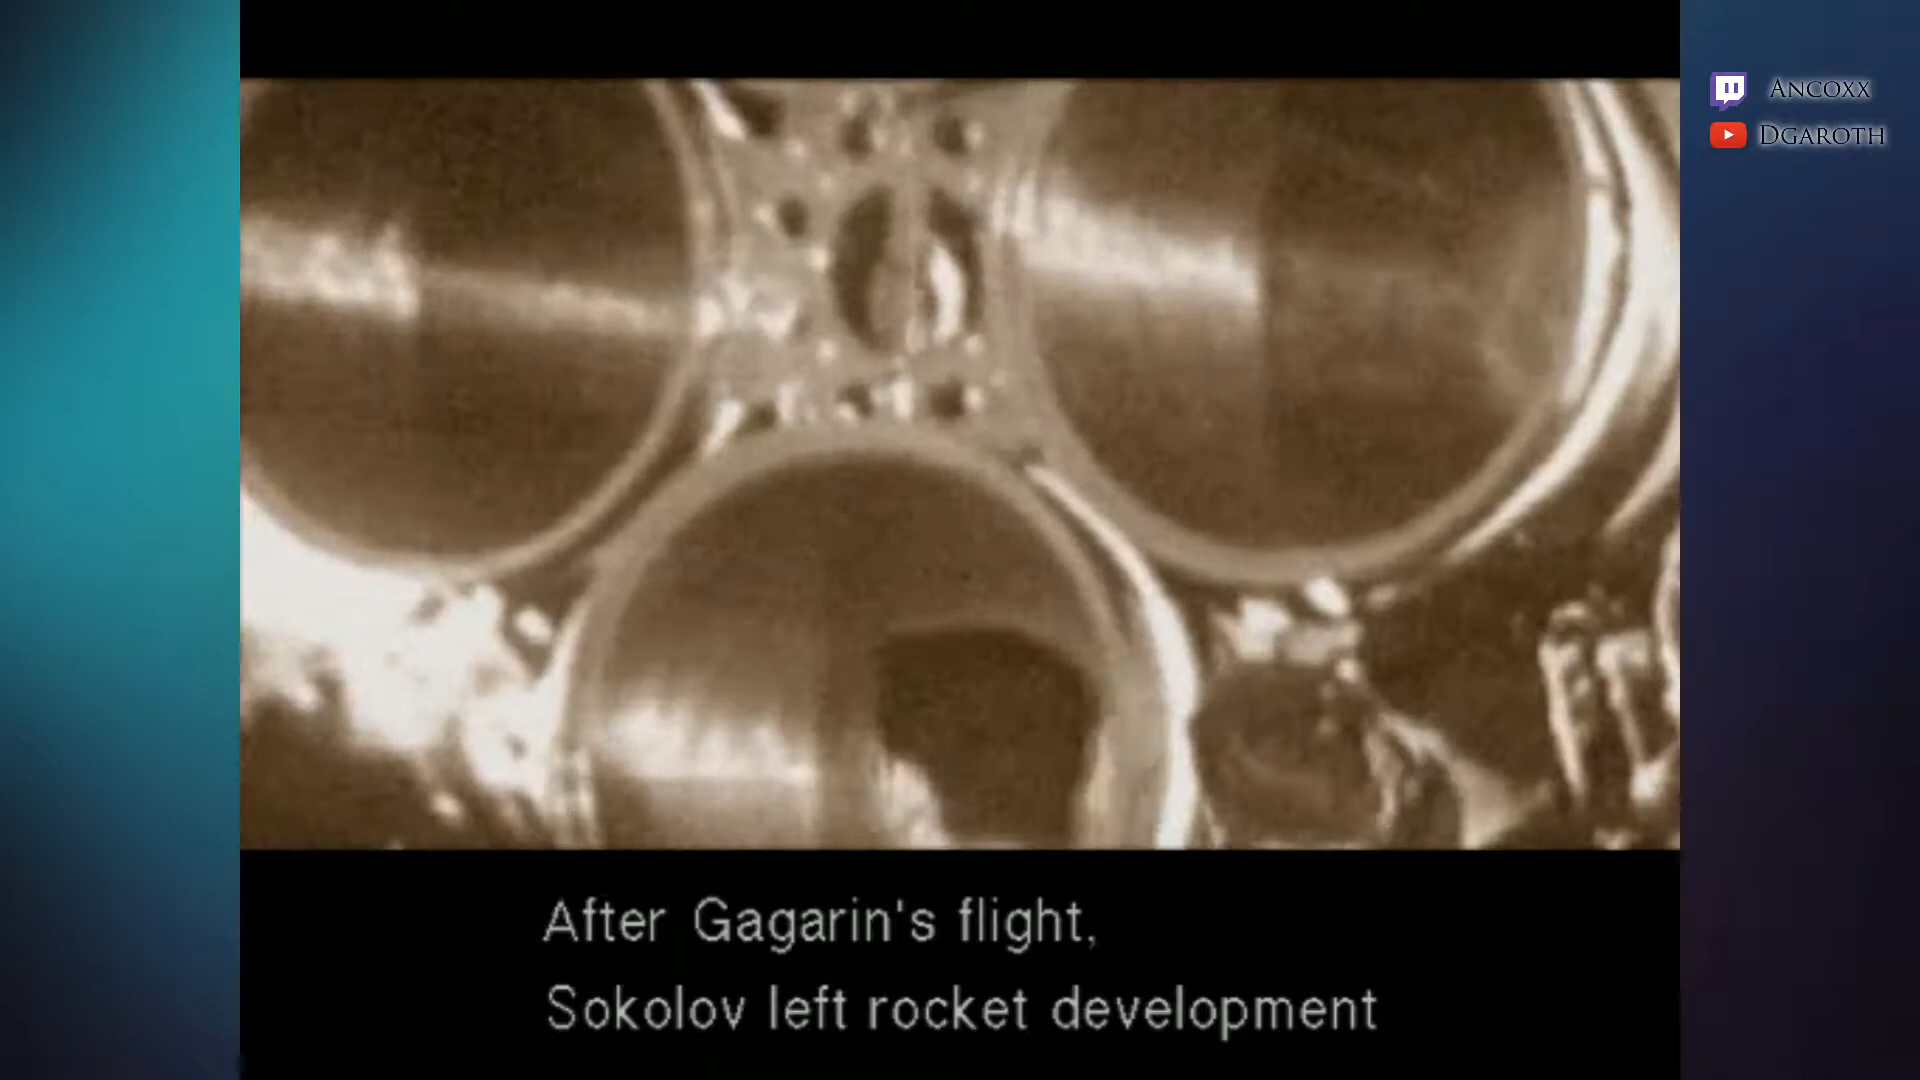 Ancoxx
Dgaroth
After Gagarin's flight,
Sokolov left rocket development